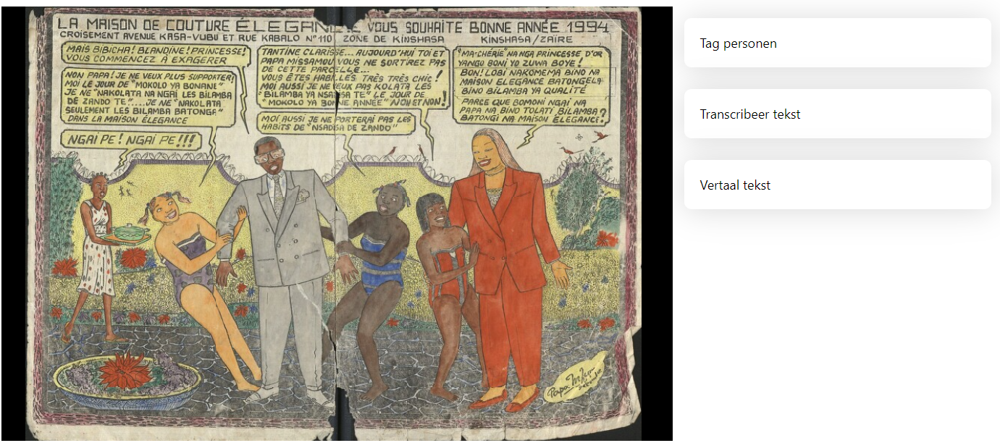 LA MAISON DE COUTURE ÉLEGAN E VOUS SOUHAITE BONNE ANNÉE 1994
CROISEMENT AVENUE KASA-VUBU ET RUE KABALO N° 110 ZONE DE KINSHASA KINSHASA/ZAÏRE
MAIS BIBICHA! BLANDINE! PRINCESSE!
VOUS COMMENCEZ À EXAGERER
NON PAPA! JE NE VEUX PLUS SUPPORTER!
MOI LE JOUR DE "MOKOLO YA BONANE"
JE NE "NAKOLATA NA NGAI LES BILAMBA
DE ZANDO TE"..... JE NE "NAKOLATA
SEULEMENT LES BILAMBA BATONGA"
DANS LA MAISON ÉLEGANCE
NGAI PE! NGAI PE!!!
TANTINE CLARISSE... AUJOURD'HUI TOI ET
PAPA MISSAMOU VOUS NE SORTIREZ PAS
DE CETTE PARCELLE...
VOUS ÊTES HABILLES TRÈS TRÈS CHIC!
MOI AUSSI JE NE VEUX PAS KOLATA LES
"BILAMBA YA NSADISA TE" LE JOUR DE
"MOKOLO YA BONNE ANNÉE" NON ET NON!
MOI AUSSI JE NE PORTERAI PAS LES
HABITS DE "NSADISA DE ZANDO"
"MA-CHÉRIE" NA NGA PRINCESSE D'OR
YANGO BONI YO ZUWA BOYE!
BON! LOBI NAKOMEMA BINO NA
MAISON ELEGANCE BATONGELA
BINO BILAMBA YA QUALITÉ
PARCE QUE BOMONI NGAI NA
PAPA NA BINO TOLATI BILAMBA?
BATONGI NA MAISON ÉLEGANCE!
Papa Mfum
Tag personen
Transcribeer tekst
Vertaal tekst